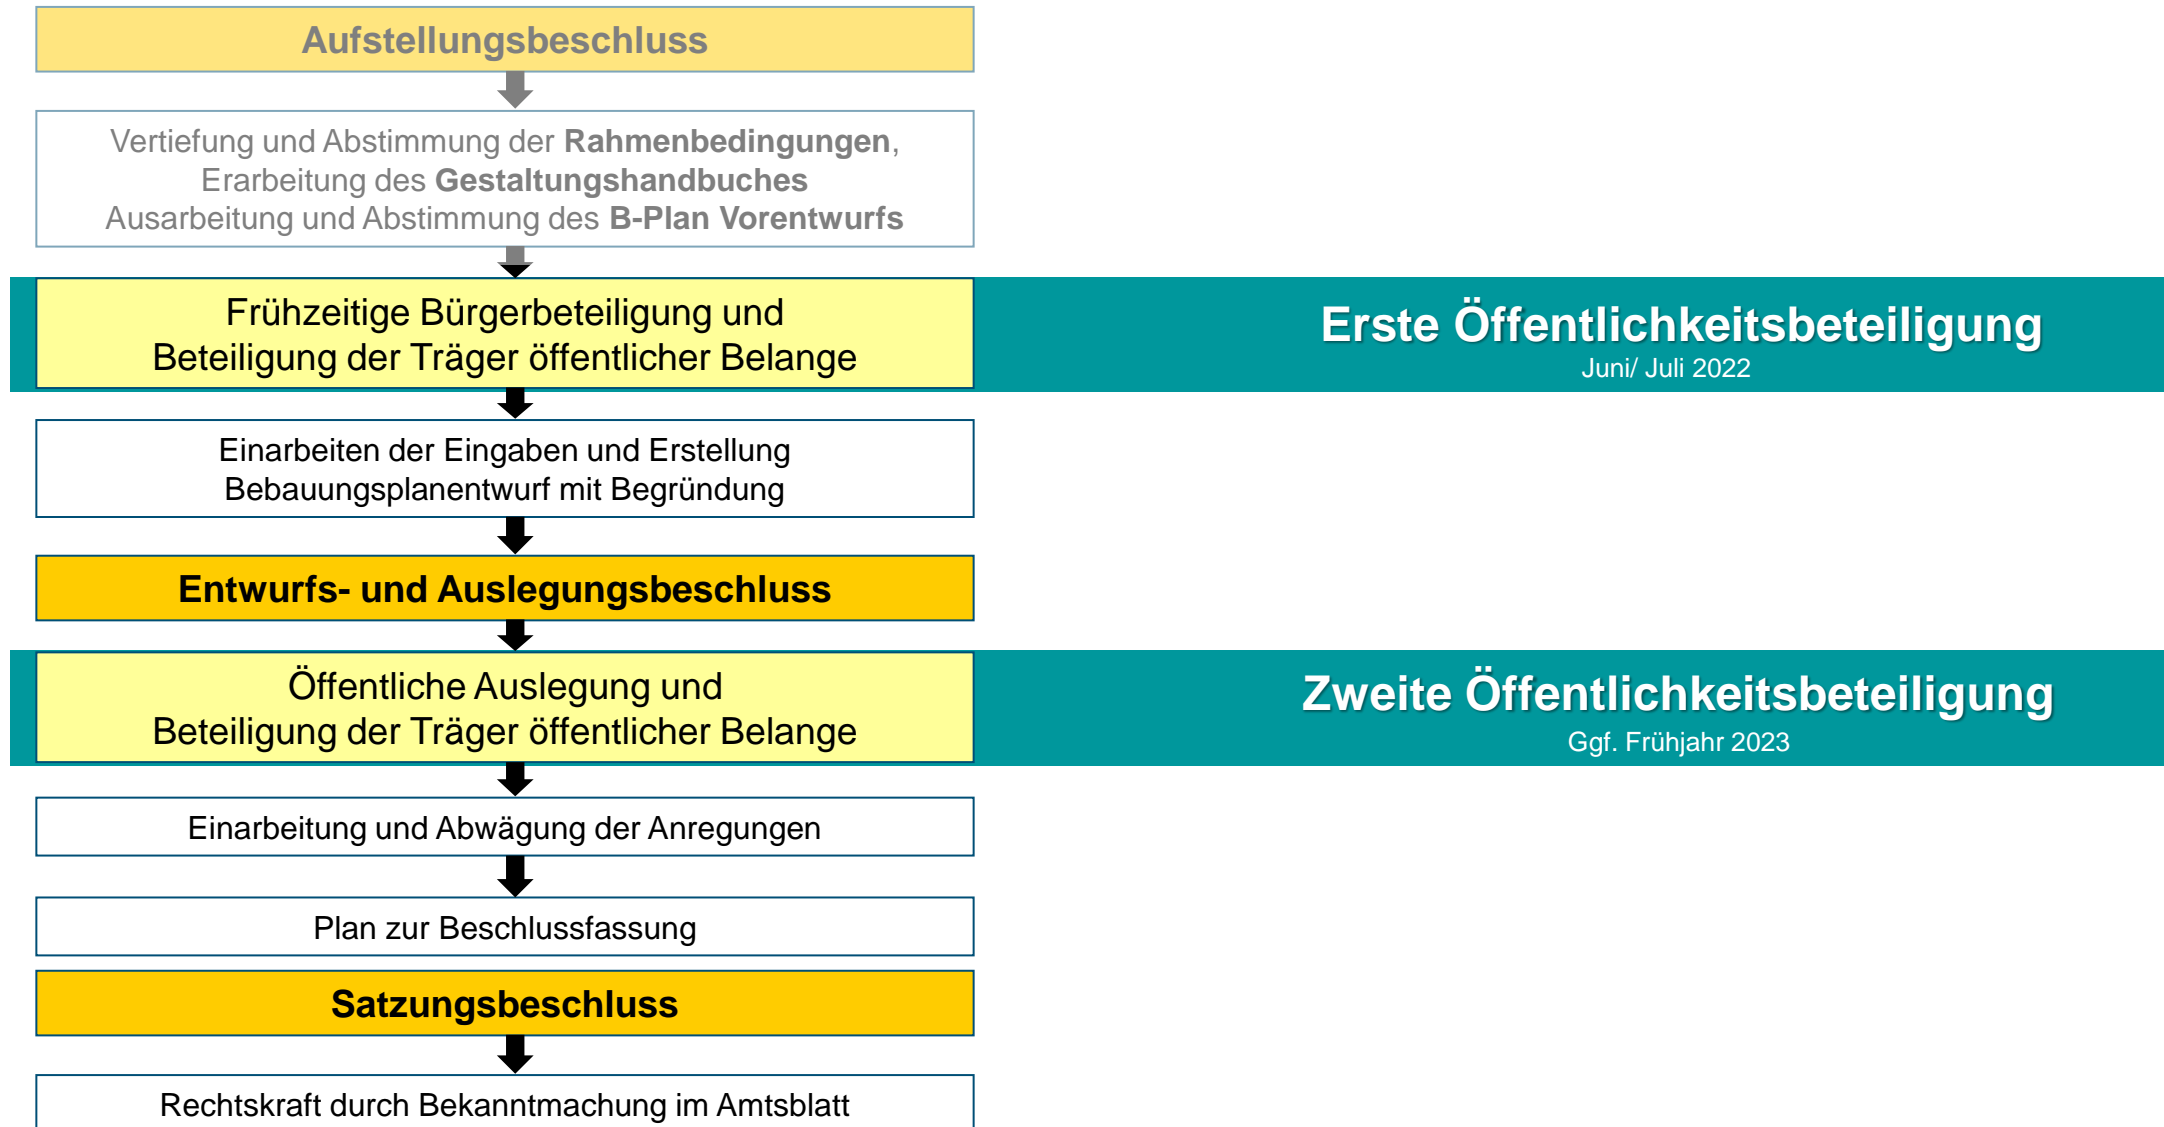 Aufstellungsbeschluss
Vertiefung und Abstimmung der Rahmenbedingungen,
Erarbeitung des Gestaltungshandbuches
Ausarbeitung und Abstimmung des B-Plan Vorentwurfs
Frühzeitige Bürgerbeteiligung und
Beteiligung der Träger öffentlicher Belange
Erste Öffentlichkeitsbeteiligung
Juni/ Juli 2022
Einarbeiten der Eingaben und Erstellung
Bebauungsplanentwurf mit Begründung
Entwurfs- und Auslegungsbeschluss
Öffentliche Auslegung und
Beteiligung der Träger öffentlicher Belange
Zweite Öffentlichkeitsbeteiligung
Ggf. Frühjahr 2023
Einarbeitung und Abwägung der Anregungen
Plan zur Beschlussfassung
Satzungsbeschluss
Rechtskraft durch Bekanntmachung im Amtsblatt